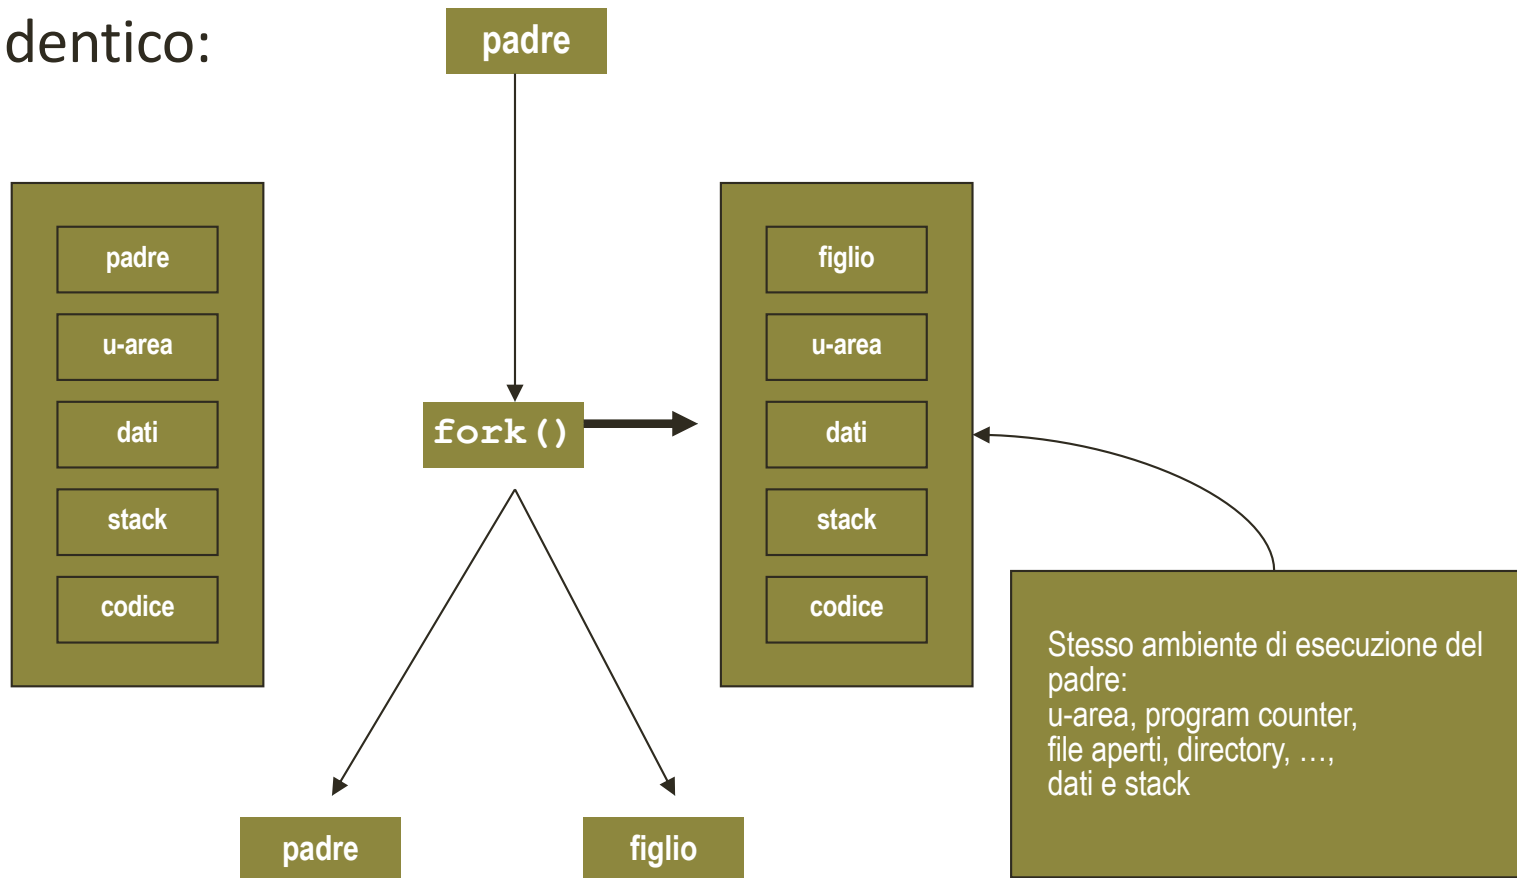 dentico:
padre
padre
u-area
dati
stack
codice
fork()
figlio
u-area
dati
stack
codice
Stesso ambiente di esecuzione del
padre:
u-area, program counter,
file aperti, directory, …,
dati e stack
padre
figlio